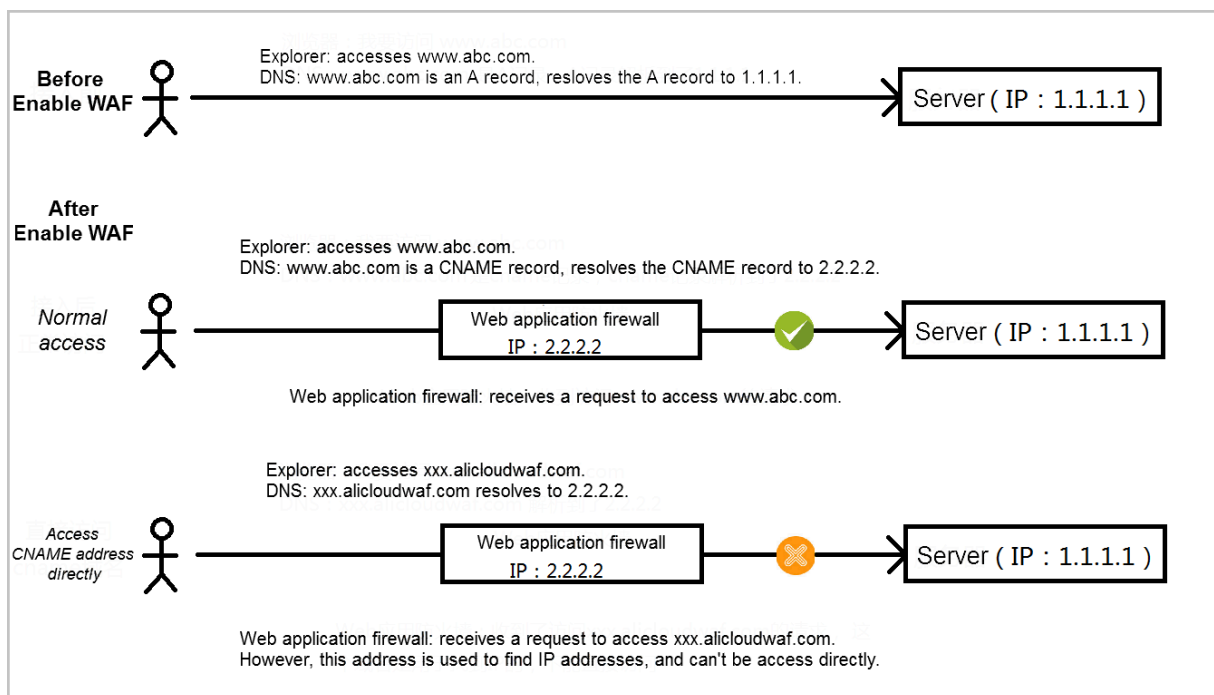 Before
Enable WAF
Explorer: accesses www.abc.com.
DNS: www.abc.com is an A record, resloves the A record to 1.1.1.1.
Server ( IP : 1.1.1.1 )
After
Enable WAF
Explorer: accesses www.abc.com.
DNS: www.abc.com is a CNAME record, resolves the CNAME record to 2.2.2.2.
Normal
access
Web application firewall
IP : 2.2.2.2
Server ( IP : 1.1.1.1 )
Web application firewall: receives a request to access www.abc.com.
Explorer: accesses xxx.alicloudwaf.com.
DNS: xxx.alicloudwaf.com resolves to 2.2.2.2.
Access
CNAME address
directly
Web application firewall
IP : 2.2.2.2
Server ( IP : 1.1.1.1 )
Web application firewall: receives a request to access xxx.alicloudwaf.com.
However, this address is used to find IP addresses, and can't be access directly.